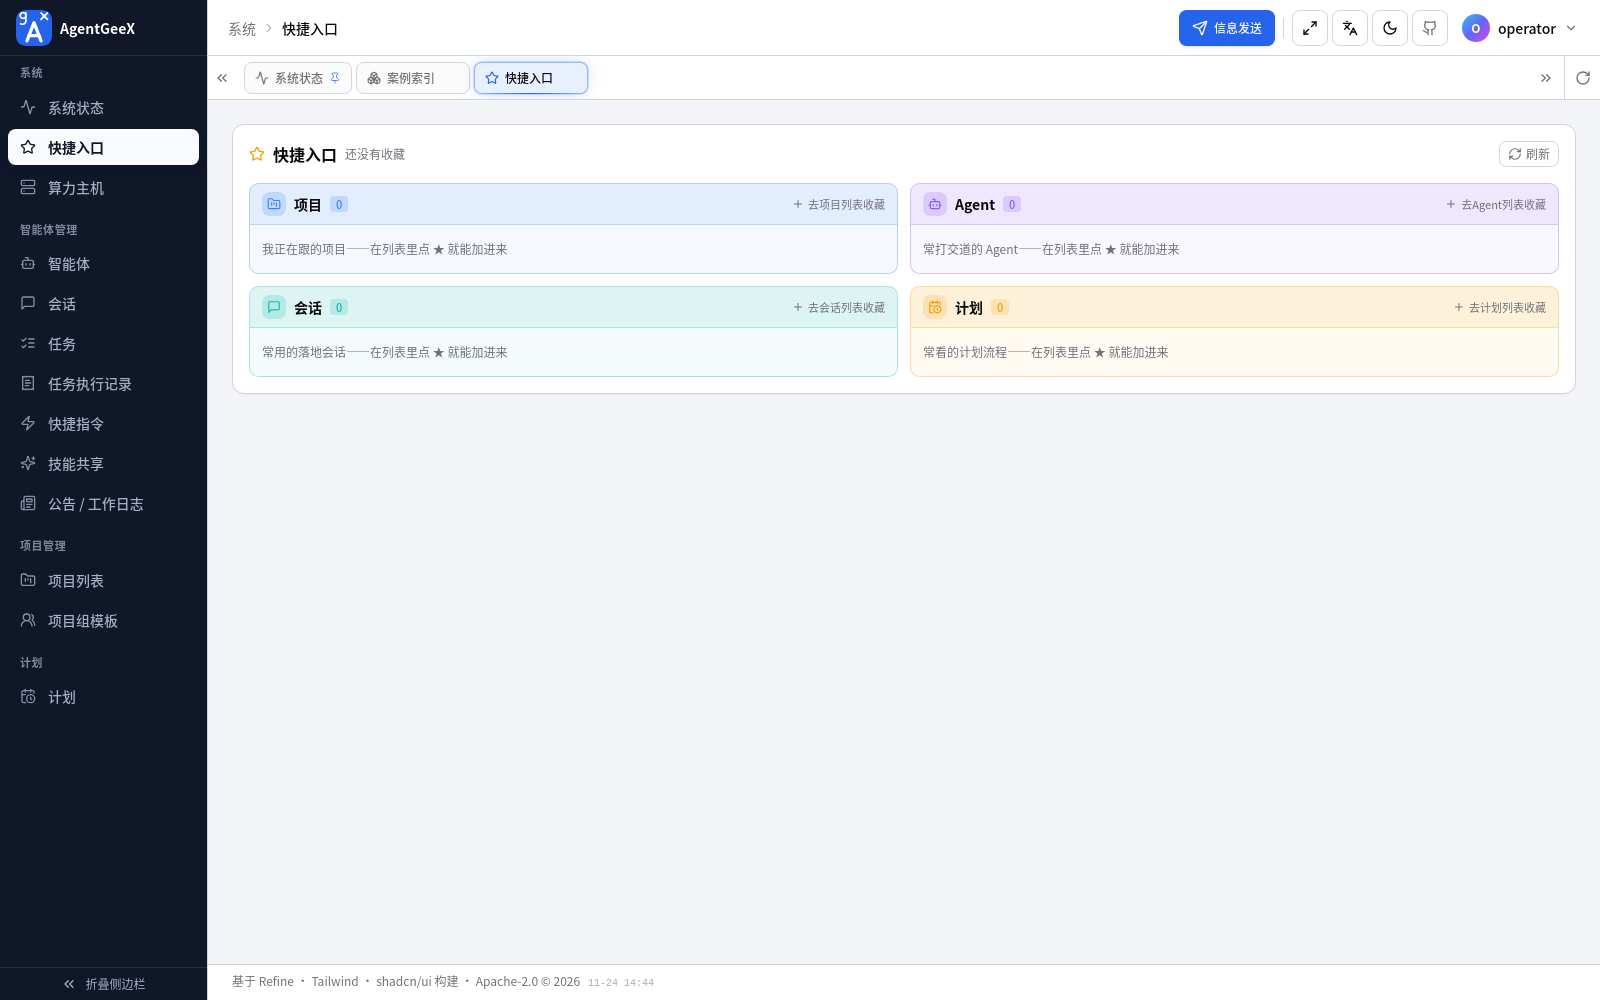 AgentGeeX
系统
系统状态
快捷入口
算力主机
智能体管理
智能体
会话
任务
任务执行记录
快捷指令
技能共享
公告 / 工作日志
项目管理
项目列表
项目组模板
计划
计划
折叠侧边栏
系统 > 快捷入口
信息发送
O operator
系统状态 案例索引 快捷入口
快捷入口 还没有收藏
刷新
项目 0 + 去项目列表收藏
我正在跟的项目——在列表里点 ★ 就能加进来
Agent 0 + 去Agent列表收藏
常打交道的 Agent——在列表里点 ★ 就能加进来
会话 0 + 去会话列表收藏
常用的落地会话——在列表里点 ★ 就能加进来
计划 0 + 去计划列表收藏
常看的计划流程——在列表里点 ★ 就能加进来
基于 Refine · Tailwind · shadcn/ui 构建 · Apache-2.0 © 2026 11-24 14:44